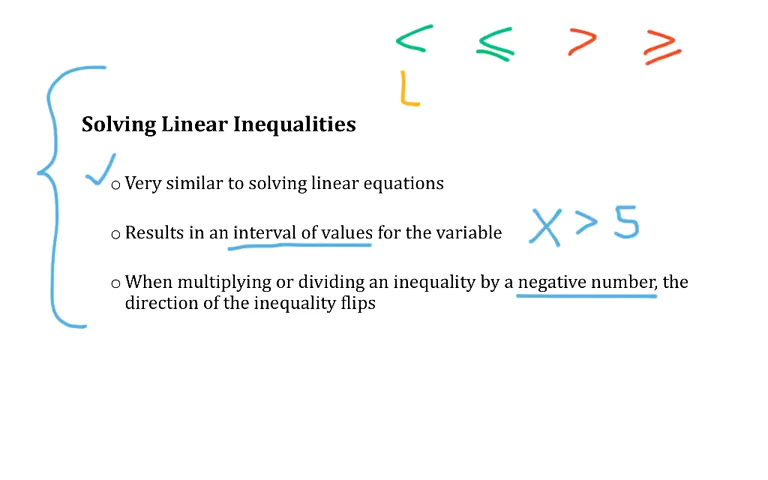 < ≤ > ≥
L
Solving Linear Inequalities
○ Very similar to solving linear equations
○ Results in an interval of values for the variable X > 5
○ When multiplying or dividing an inequality by a negative number, the
direction of the inequality flips